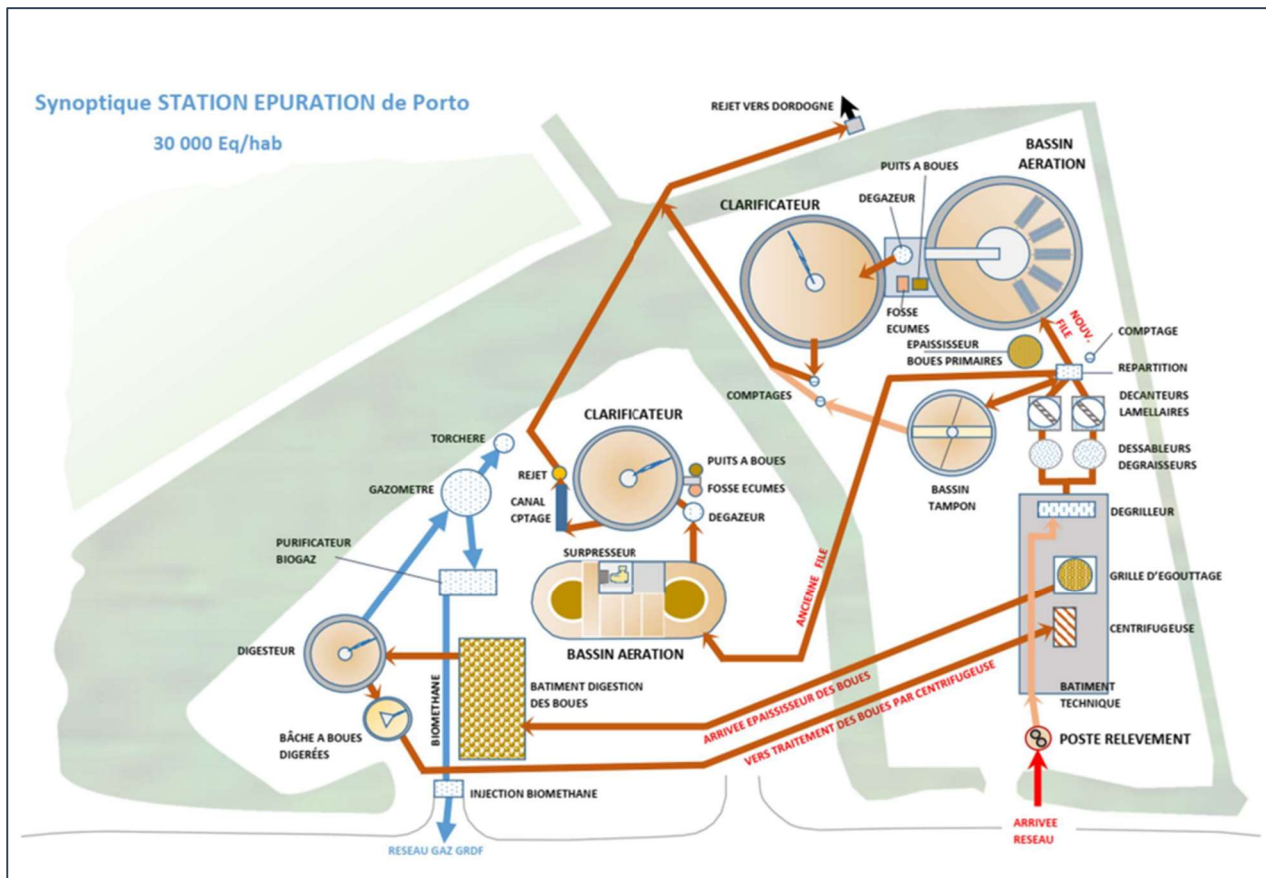 Synoptique STATION EPURATION de Porto
30 000 Eq/hab
REJET VERS DORDOGNE
BASSIN
AERATION
PUITS A BOUES
DEGAZEUR
CLARIFICATEUR
FOSSE
ECUMES
NOUV.
FILE
COMPTAGE
EPAISSISSEUR
BOUES PRIMAIRES
REPARTITION
COMPTAGES
DECANTEURS
LAMELLAIRES
DESSABLEURS
DEGRAISSEURS
BASSIN
TAMPON
DEGRILLEUR
GRILLE D'EGOUTTAGE
CENTRIFUGEUSE
BATIMENT
TECHNIQUE
POSTE RELEVEMENT
ARRIVEE
RESEAU
CLARIFICATEUR
TORCHERE
PUITS A BOUES
REJET
FOSSE ECUMES
GAZOMETRE
CANAL
CPTAGE
DEGAZEUR
PURIFICATEUR
BIOGAZ
SURPRESSEUR
ANCIENNE FILE
BASSIN AERATION
DIGESTEUR
BATIMENT DIGESTION
DES BOUES
ARRIVEE EPAISSISSEUR DES BOUES
VERS TRAITEMENT DES BOUES PAR CENTRIFUGEUSE
BIOMETHANE
BÂCHE A BOUES
DIGERÉES
INJECTION BIOMETHANE
RESEAU GAZ GRDF